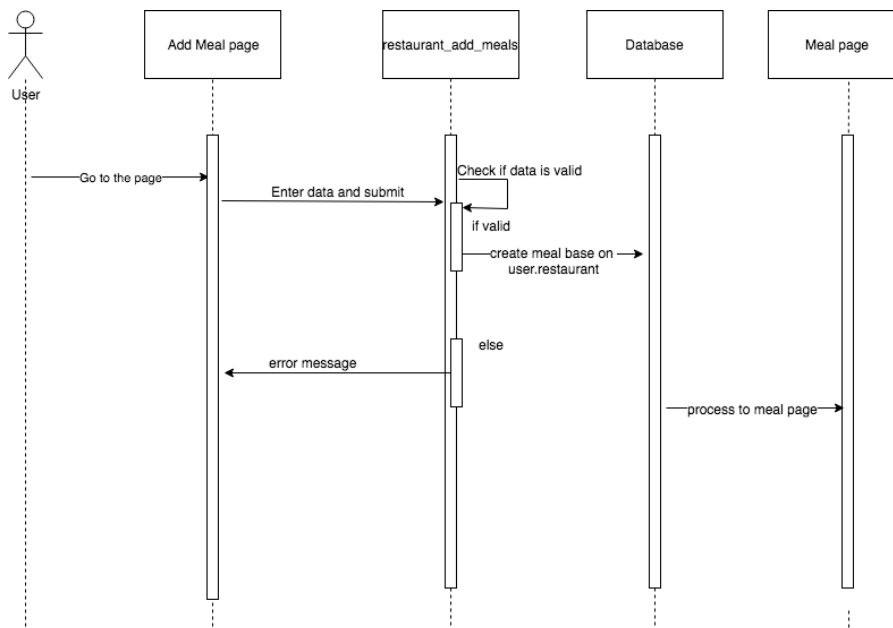 Add Meal page
restaurant_add_meals
Database
Meal page
User
Check if data is valid
Go to the page
Enter data and submit
if valid
create meal base on
user.restaurant
else
error message
process to meal page